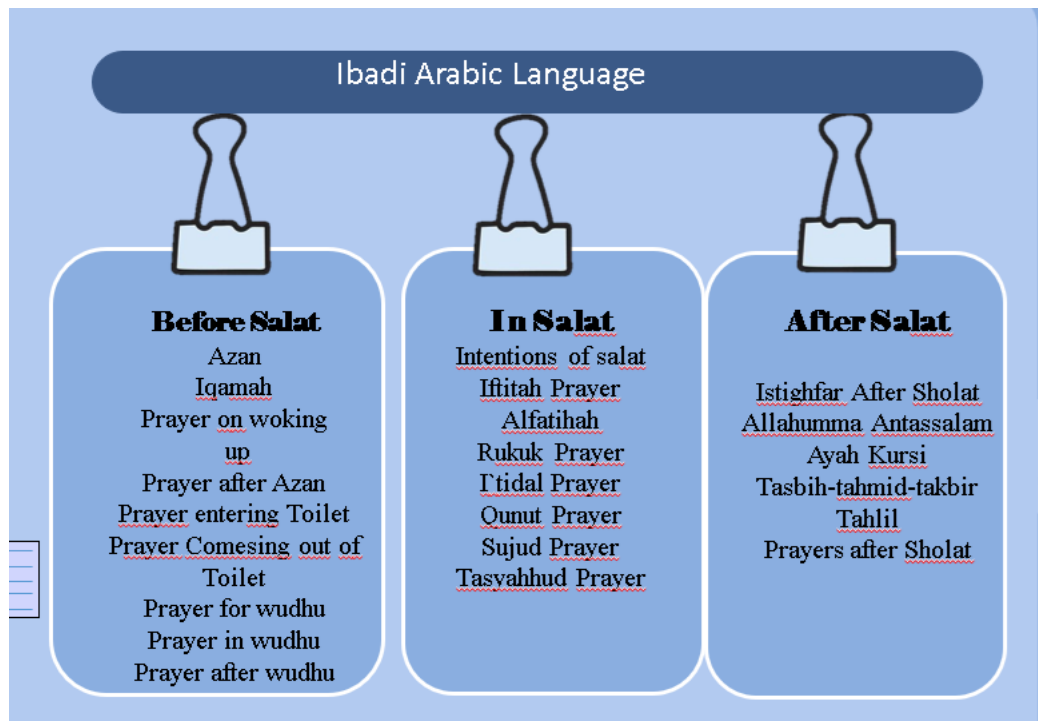 Ibadi Arabic Language
Before Salat
Azan
Iqamah
Prayer on woking
up
Prayer after Azan
Prayer entering Toilet
Prayer Comesing out of
Toilet
Prayer for wudhu
Prayer in wudhu
Prayer after wudhu
In Salat
Intentions of salat
Iftitah Prayer
Alfatihah
Rukuk Prayer
I`tidal Prayer
Qunut Prayer
Sujud Prayer
Tasyahhud Prayer
After Salat
Istighfar After Sholat
Allahumma Antassalam
Ayah Kursi
Tasbih-tahmid-takbir
Tahlil
Prayers after Sholat